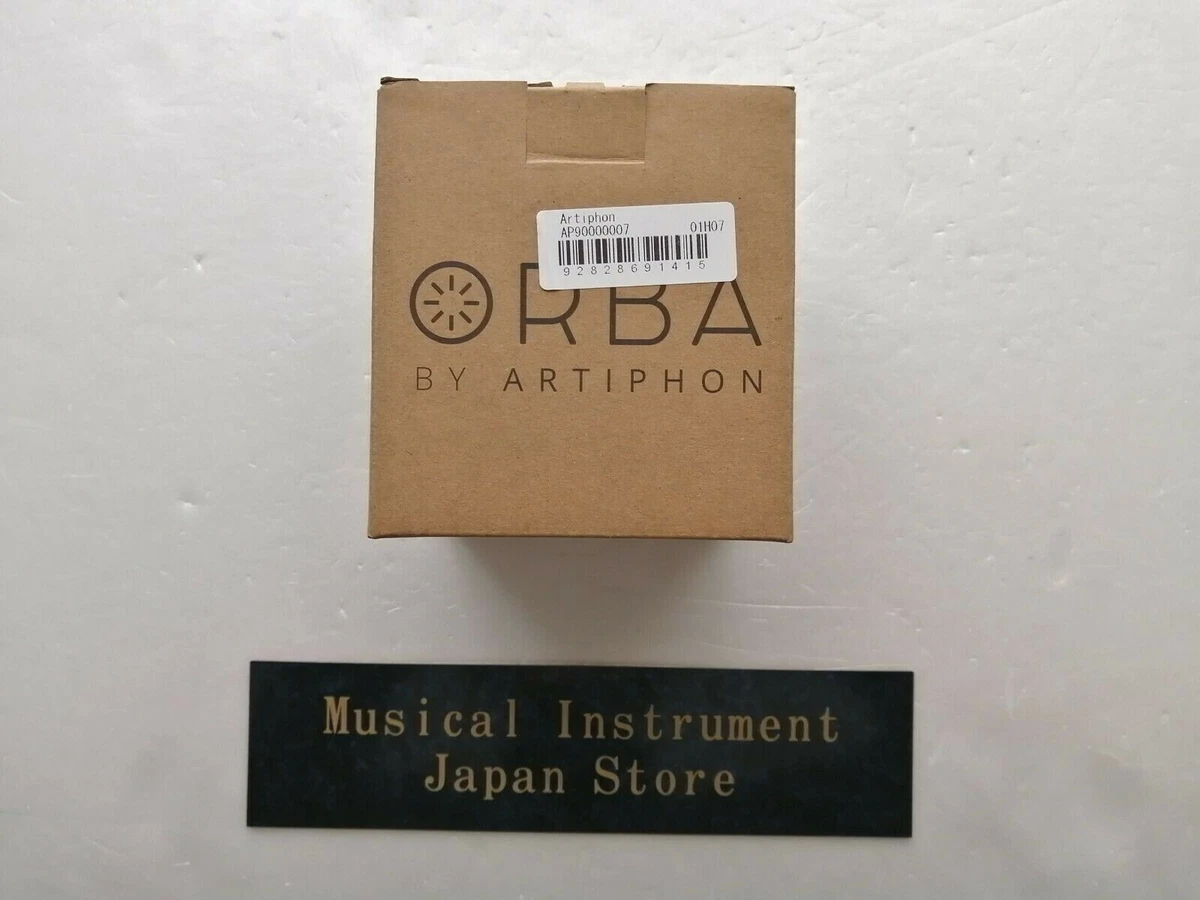 Artiphon
AP90000007 01H07
92828691415
ORBA
BY ARTIPHON
Musical Instrument
Japan Store